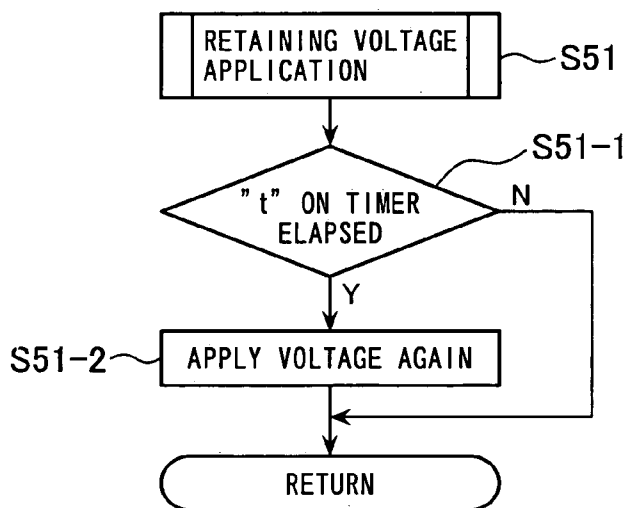 RETAINING VOLTAGE
APPLICATION
S51
S51-1
"t" ON TIMER
ELAPSED
N
Y
S51-2
APPLY VOLTAGE AGAIN
RETURN